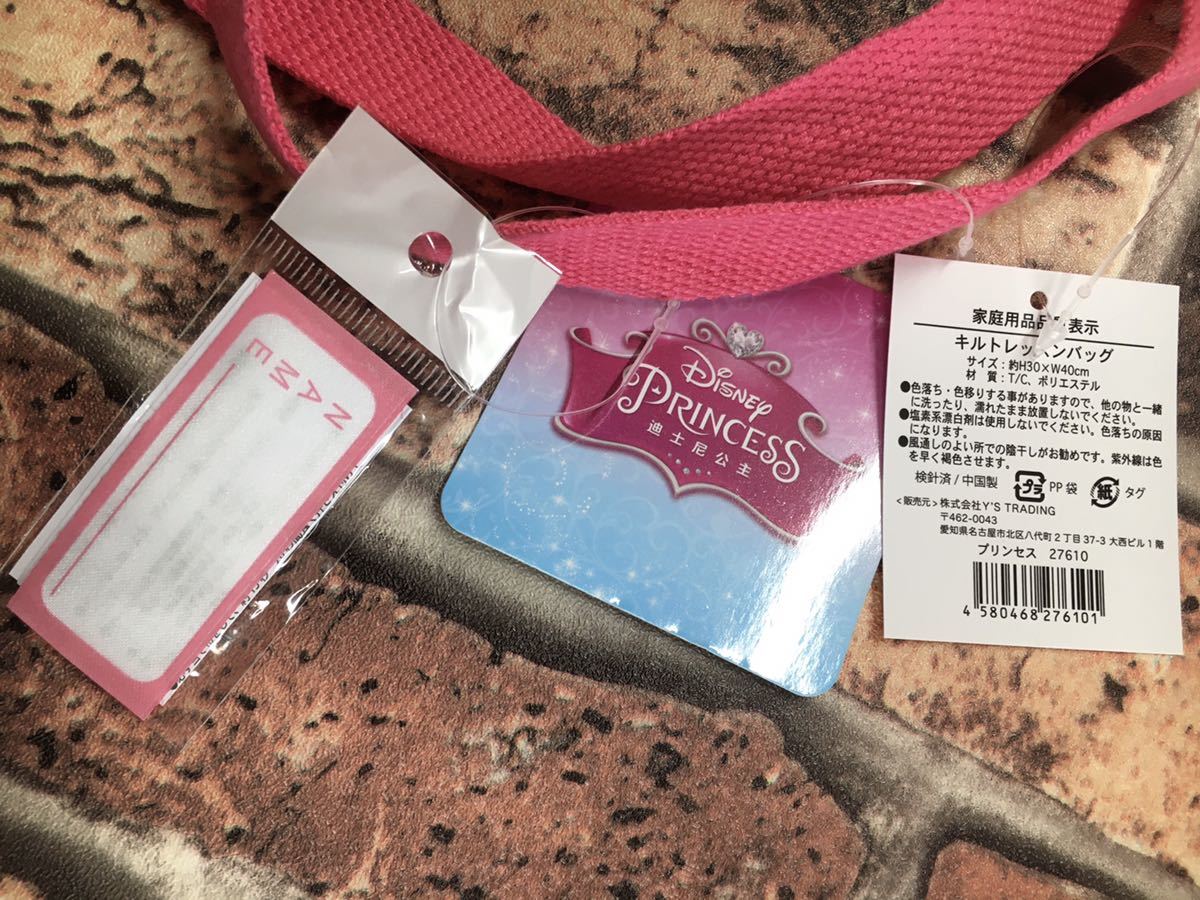 NAME
Disney
PRINCESS
迪士尼公主
家庭用品品 表示
キルトレッスンバッグ
サイズ：約H30×W40cm
材 質：T/C、ポリエステル
●色落ち・色移りする事がありますので、他の物と一緒
に洗ったり、濡れたまま放置しないでください。
●塩素系漂白剤は使用しないでください。色落ちの原因
になります。
●風通しのよい所での陰干しがお勧めです。紫外線は色
を早く褐色させます。
検針済/中国製 プラ PP袋 紙 タグ
<販売元>株式会社Y'S TRADING
〒462-0043
愛知県名古屋市北区八代町2丁目37-3 大西ビル1階
プリンセス 27610
4 580468 276101